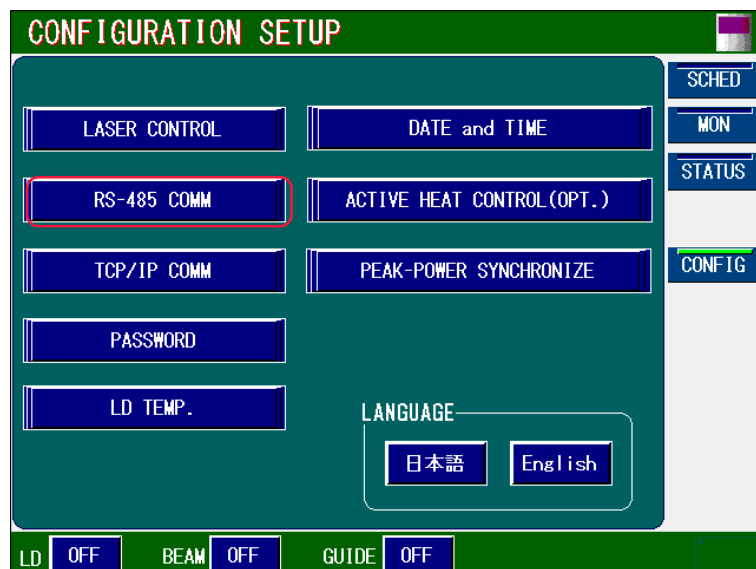 CONFIGURATION SETUP
SCHED
MON
STATUS
CONFIG
LASER CONTROL
DATE and TIME
RS-485 COMM
ACTIVE HEAT CONTROL(OPT.)
TCP/IP COMM
PEAK-POWER SYNCHRONIZE
PASSWORD
LD TEMP.
LANGUAGE
日本語 English
LD OFF BEAM OFF GUIDE OFF